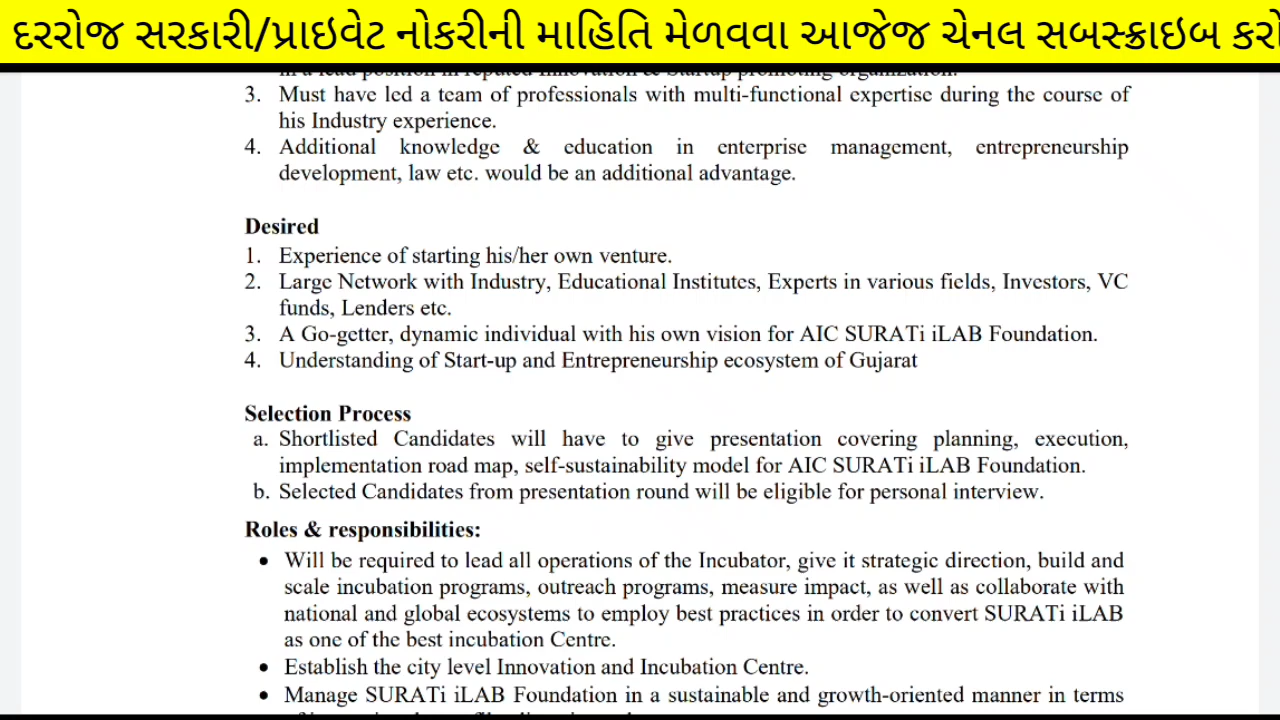 દરરોજ સરકારી/પ્રાઇવેટ નોકરીની માહિતિ મેળવવા આજેજ ચેનલ સબસ્ક્રાઇબ કરો
in a lead position in reputed Innovation & Startup promoting organization.
3. Must have led a team of professionals with multi-functional expertise during the course of
his Industry experience.
4. Additional knowledge & education in enterprise management, entrepreneurship
development, law etc. would be an additional advantage.
Desired
1. Experience of starting his/her own venture.
2. Large Network with Industry, Educational Institutes, Experts in various fields, Investors, VC
funds, Lenders etc.
3. A Go-getter, dynamic individual with his own vision for AIC SURATi iLAB Foundation.
4. Understanding of Start-up and Entrepreneurship ecosystem of Gujarat
Selection Process
a. Shortlisted Candidates will have to give presentation covering planning, execution,
implementation road map, self-sustainability model for AIC SURATi iLAB Foundation.
b. Selected Candidates from presentation round will be eligible for personal interview.
Roles & responsibilities:
• Will be required to lead all operations of the Incubator, give it strategic direction, build and
scale incubation programs, outreach programs, measure impact, as well as collaborate with
national and global ecosystems to employ best practices in order to convert SURATi iLAB
as one of the best incubation Centre.
• Establish the city level Innovation and Incubation Centre.
• Manage SURATi iLAB Foundation in a sustainable and growth-oriented manner in terms